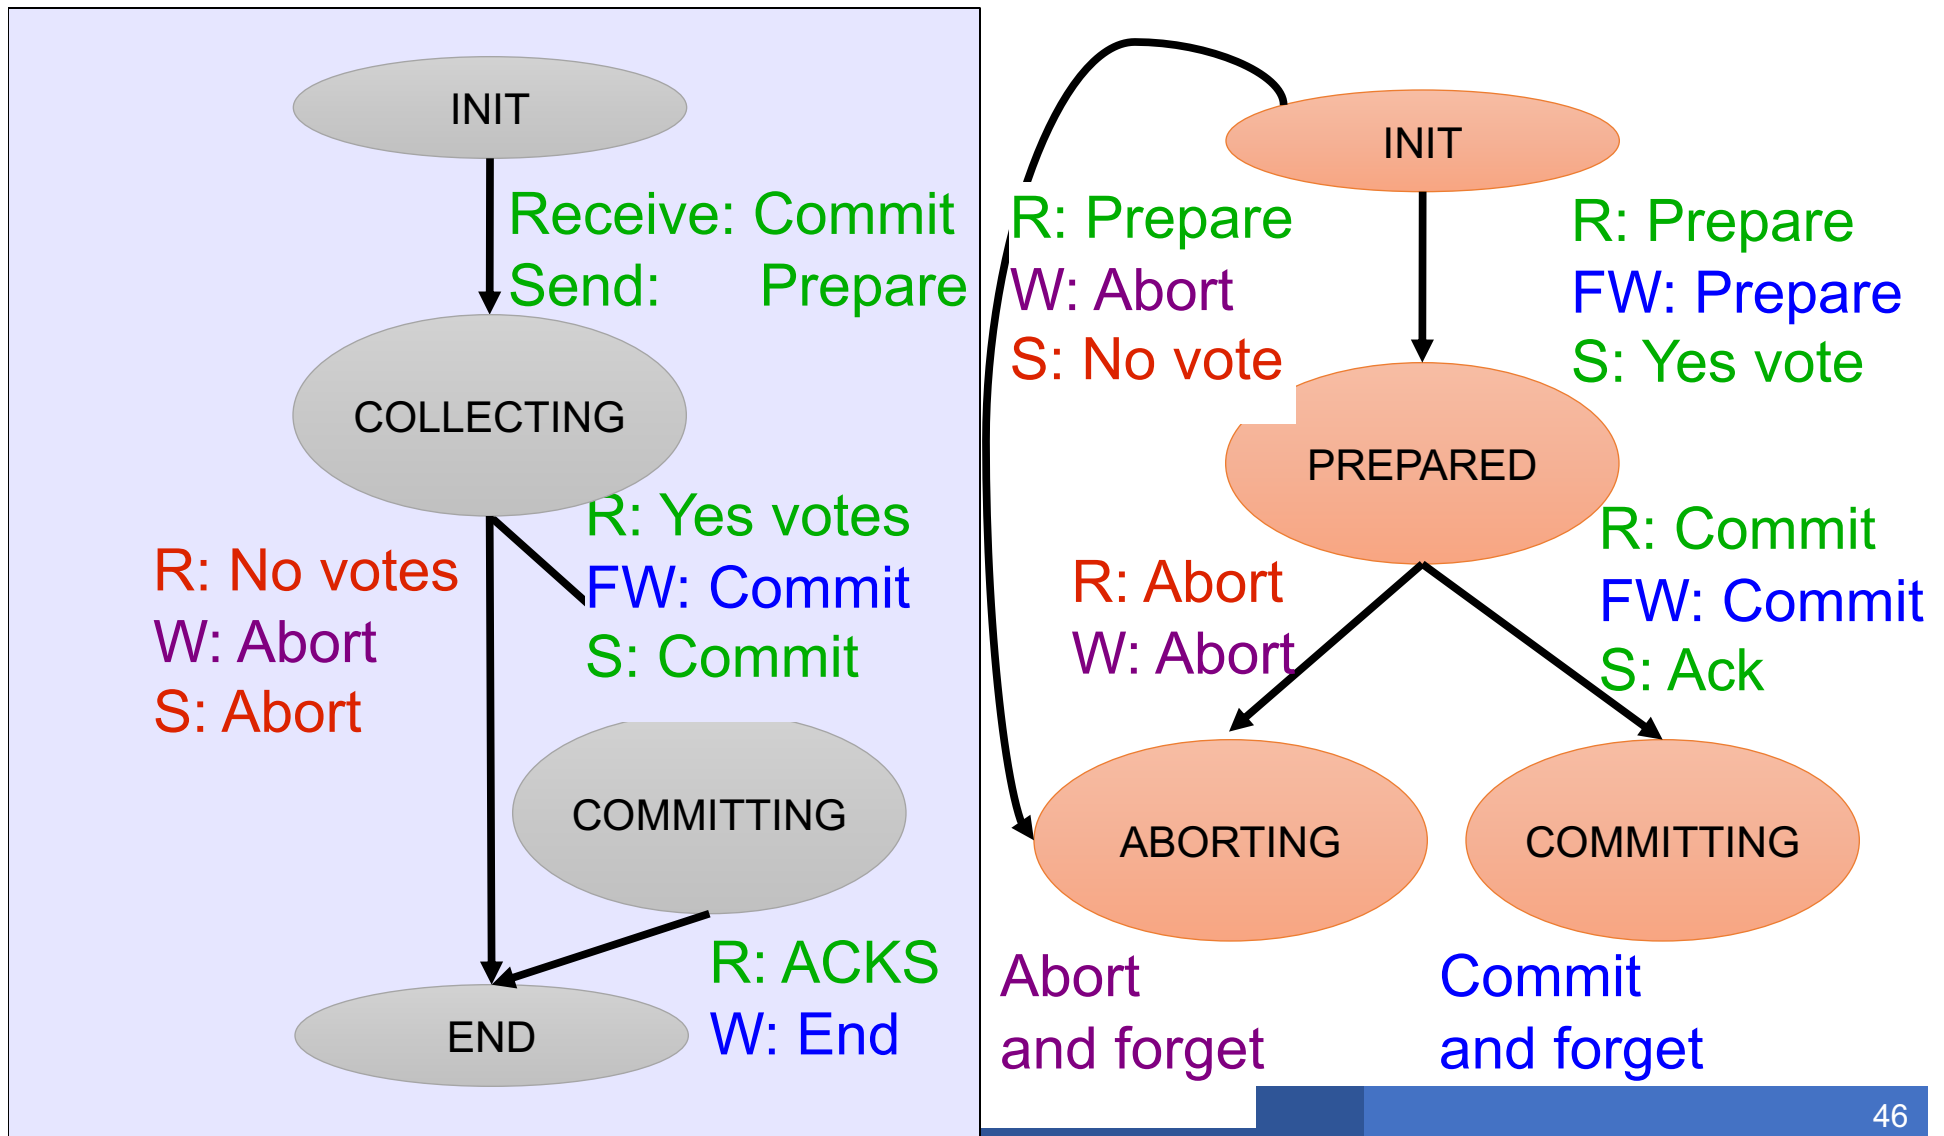 INIT
Receive: Commit
Send: Prepare
COLLECTING
R: Yes votes
FW: Commit
S: Commit
R: No votes
W: Abort
S: Abort
COMMITTING
R: ACKS
W: End
END
INIT
R: Prepare
W: Abort
S: No vote
R: Prepare
FW: Prepare
S: Yes vote
PREPARED
R: Abort
W: Abort
R: Commit
FW: Commit
S: Ack
ABORTING
COMMITTING
Abort
and forget
Commit
and forget
46